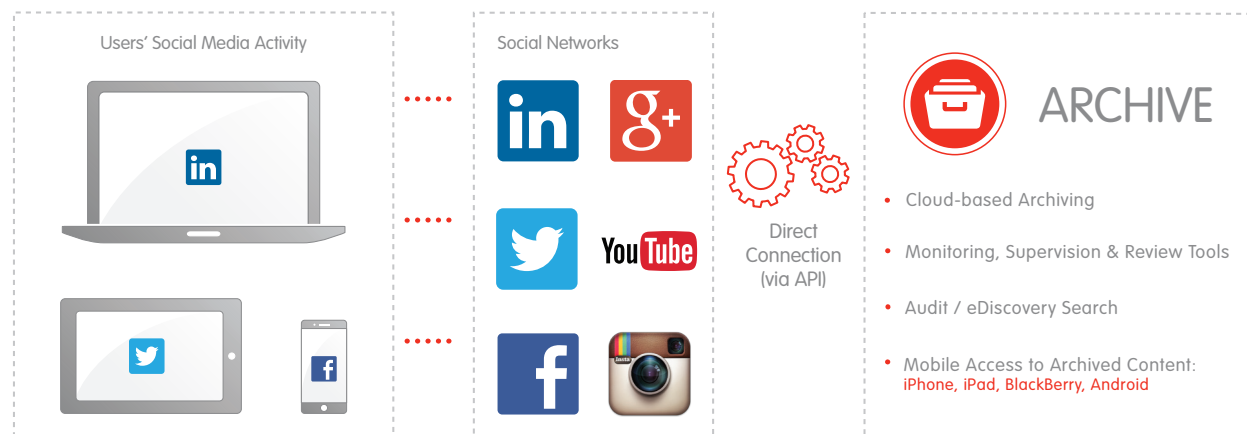 Users’ Social Media Activity
in
Social Networks
in
g+
You Tube
f
Insta
f
Direct
Connection
(via API)
ARCHIVE
• Cloud-based Archiving
• Monitoring, Supervision & Review Tools
• Audit / eDiscovery Search
• Mobile Access to Archived Content:
iPhone, iPad, BlackBerry, Android